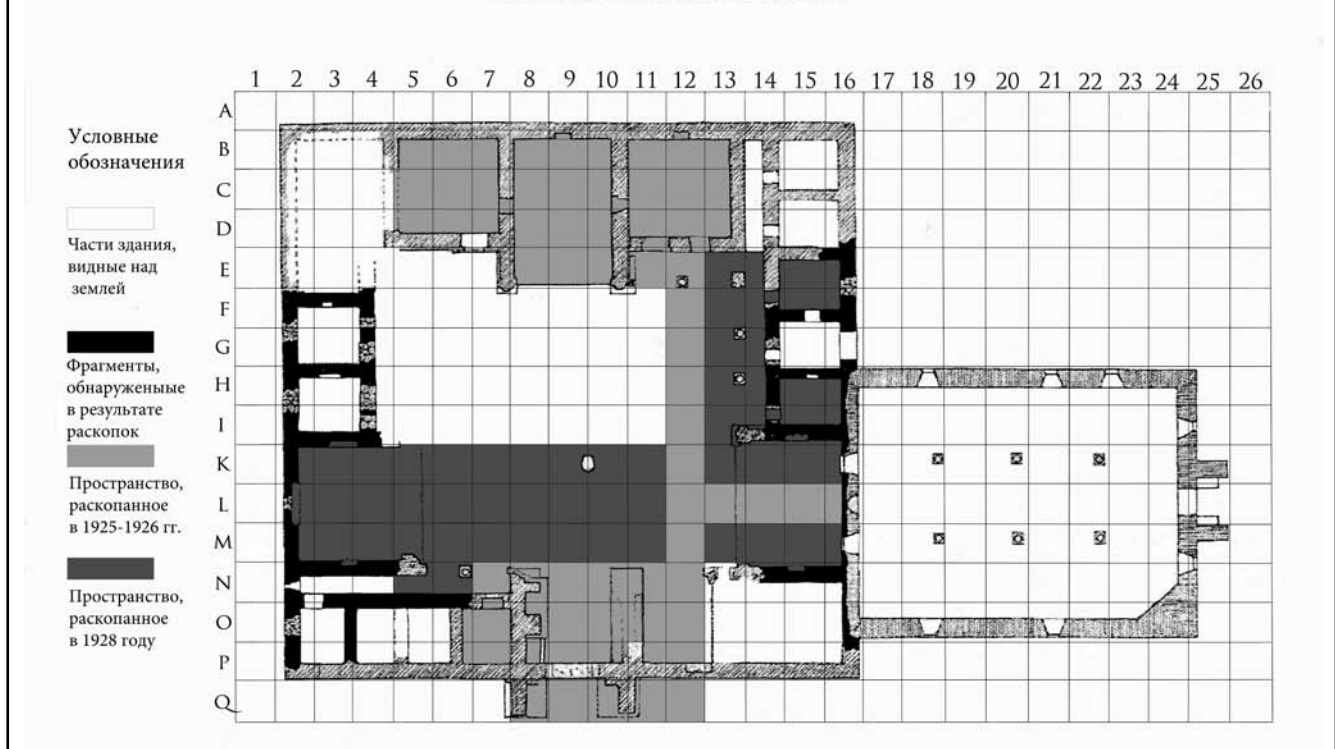 1 2 3 4 5 6 7 8 9 10 11 12 13 14 15 16 17 18 19 20 21 22 23 24 25 26
A
B
C
D
E
F
G
H
I
K
L
M
N
O
P
Q
Условные
обозначения
Части здания,
видные над
землей
Фрагменты,
обнаруженыые
в результате
раскопок
Пространство,
раскопанное
в 1925-1926 гг.
Пространство,
раскопанное
в 1928 году